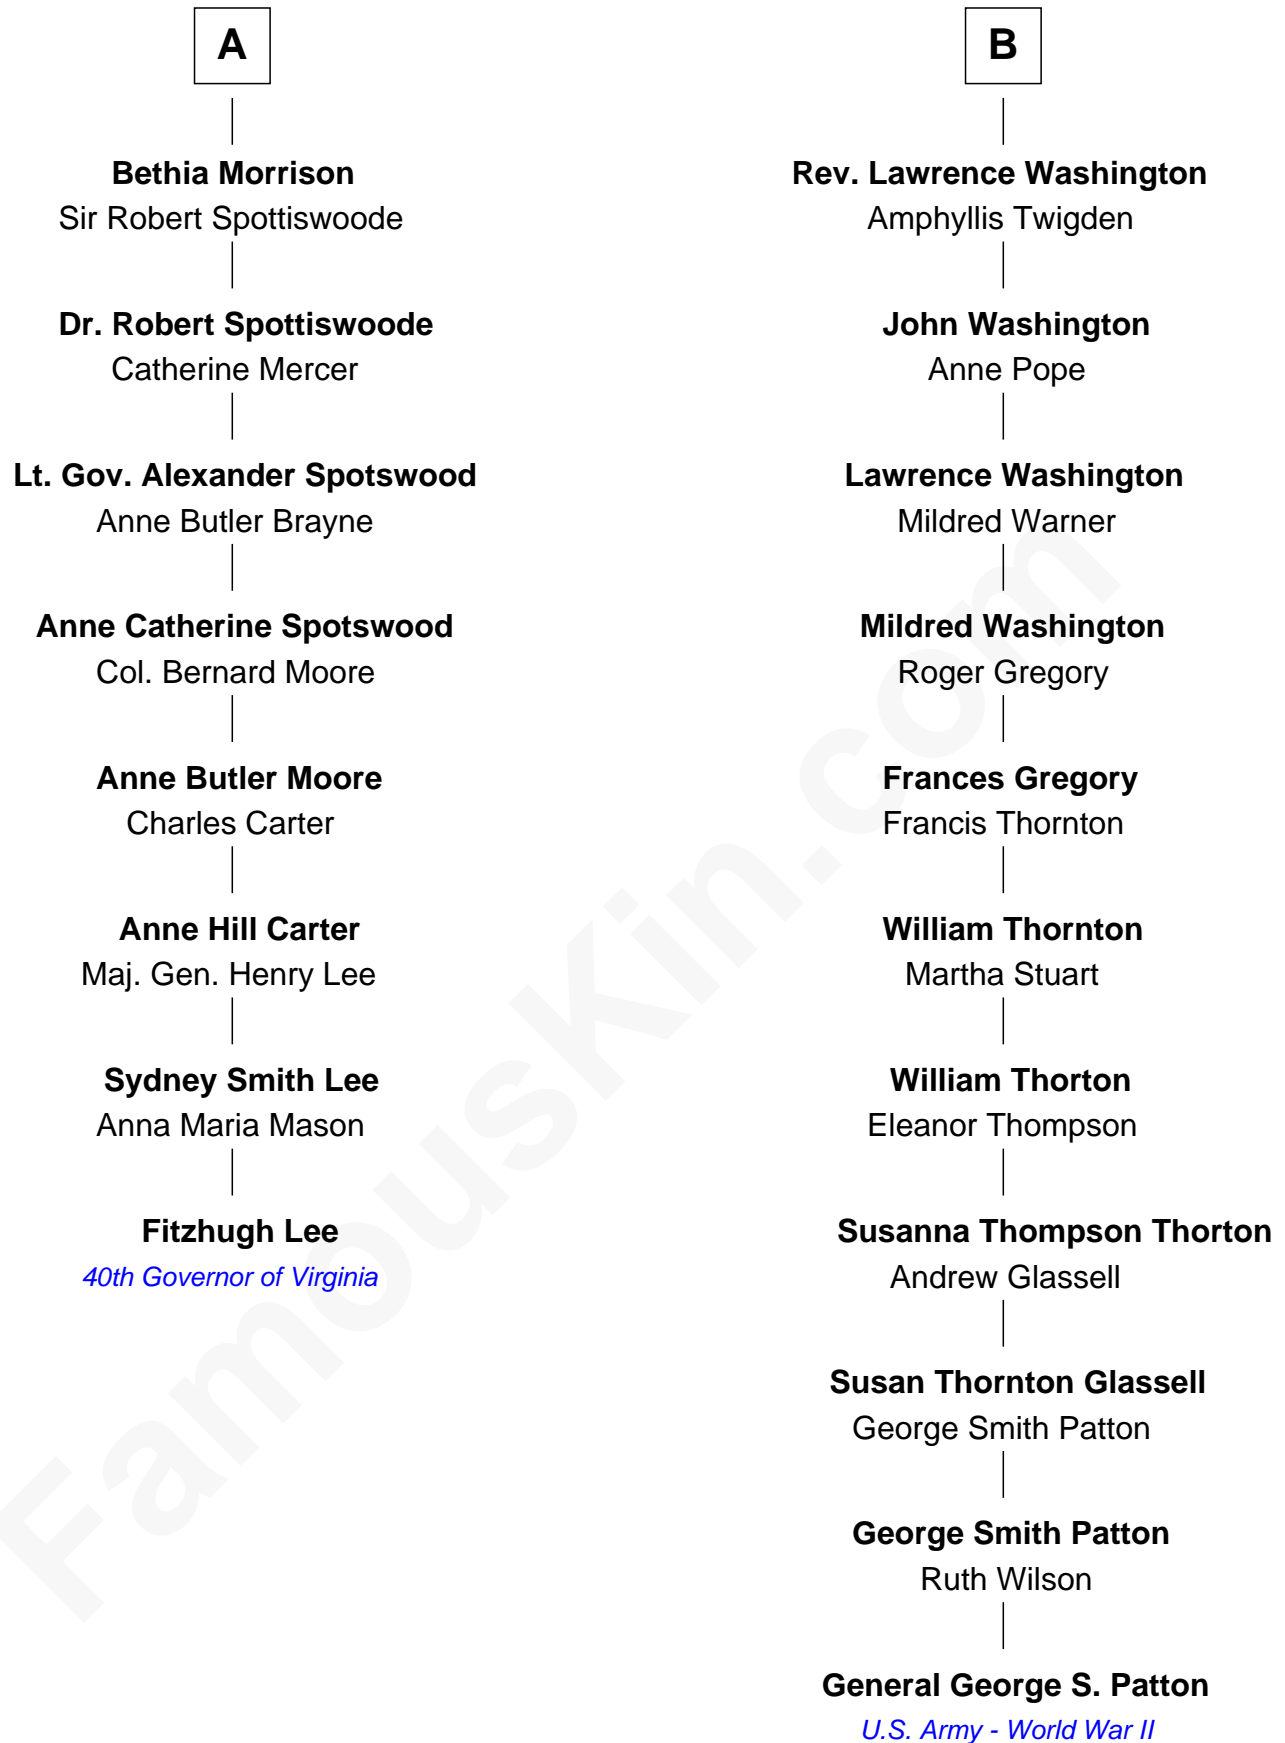 A
Bethia Morrison
Sir Robert Spottiswoode
Dr. Robert Spottiswoode
Catherine Mercer
Lt. Gov. Alexander Spotswood
Anne Butler Brayne
Anne Catherine Spotswood
Col. Bernard Moore
Anne Butler Moore
Charles Carter
Anne Hill Carter
Maj. Gen. Henry Lee
Sydney Smith Lee
Anna Maria Mason
Fitzhugh Lee
40th Governor of Virginia
B
Rev. Lawrence Washington
Amphyllis Twigden
John Washington
Anne Pope
Lawrence Washington
Mildred Warner
Mildred Washington
Roger Gregory
Frances Gregory
Francis Thornton
William Thornton
Martha Stuart
William Thorton
Eleanor Thompson
Susanna Thompson Thorton
Andrew Glassell
Susan Thornton Glassell
George Smith Patton
George Smith Patton
Ruth Wilson
General George S. Patton
U.S. Army - World War II
FamousKin.com